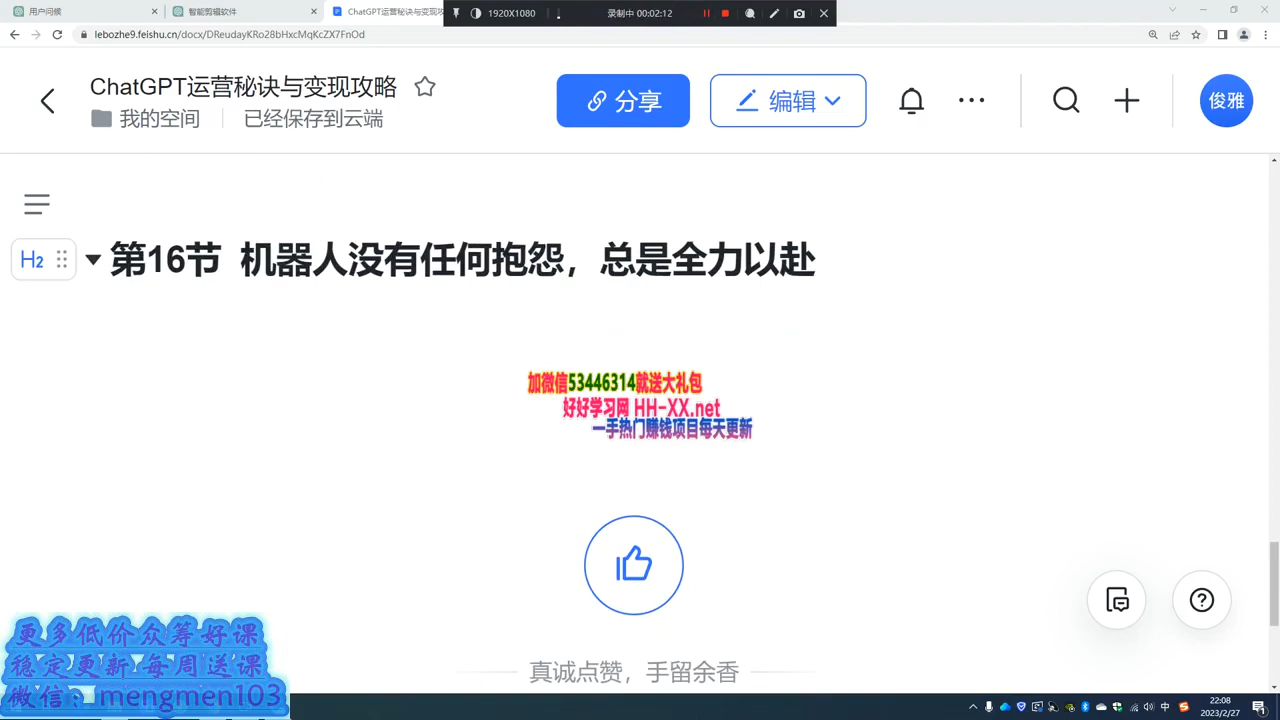 用户问候
智能剪辑软件
ChatGPT运营秘诀与变现攻
1920X1080
录制中 00:02:12
lebozhe9.feishu.cn/docx/DReudayKRo28bHxcMqKcZX7FnOd
ChatGPT运营秘诀与变现攻略
我的空间
已经保存到云端
分享
编辑
俊雅
H2
第16节 机器人没有任何抱怨，总是全力以赴
加微信53446314就送大礼包
好好学习网 HH-XX.net
一手热门赚钱项目每天更新
真诚点赞，手留余香
更多低价众筹好课
稳定更新 每周送课
微信：mengmen103
中
22:08
2023/2/27